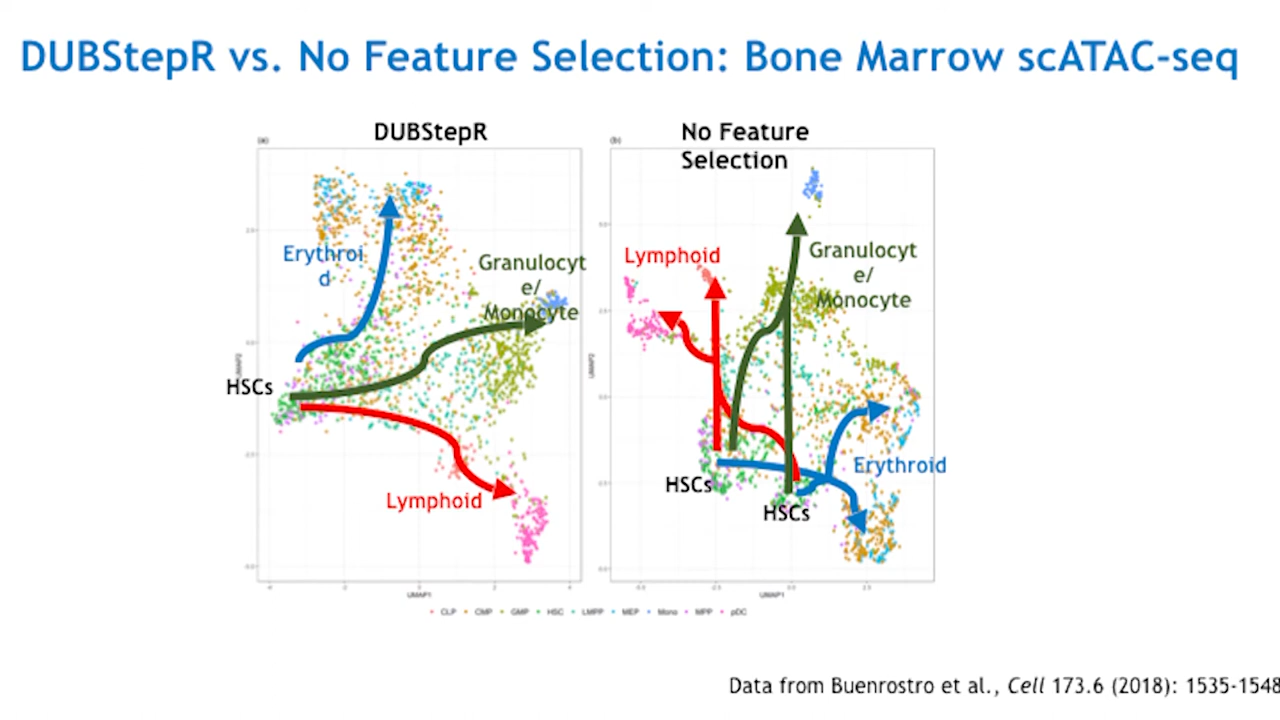 DUBStepR vs. No Feature Selection: Bone Marrow scATAC-seq
(a)
DUBStepR
Erythroi
d
Granulocyt
e/
Monocyte
HSCs
Lymphoid
UMAP1
(b)
No Feature
Selection
Lymphoid
Granulocyt
e/
Monocyte
Erythroid
HSCs
HSCs
UMAP1
CLP CMP GMP HSC LMPP MEP Mono MPP pDC
Data from Buenrostro et al., Cell 173.6 (2018): 1535-1548